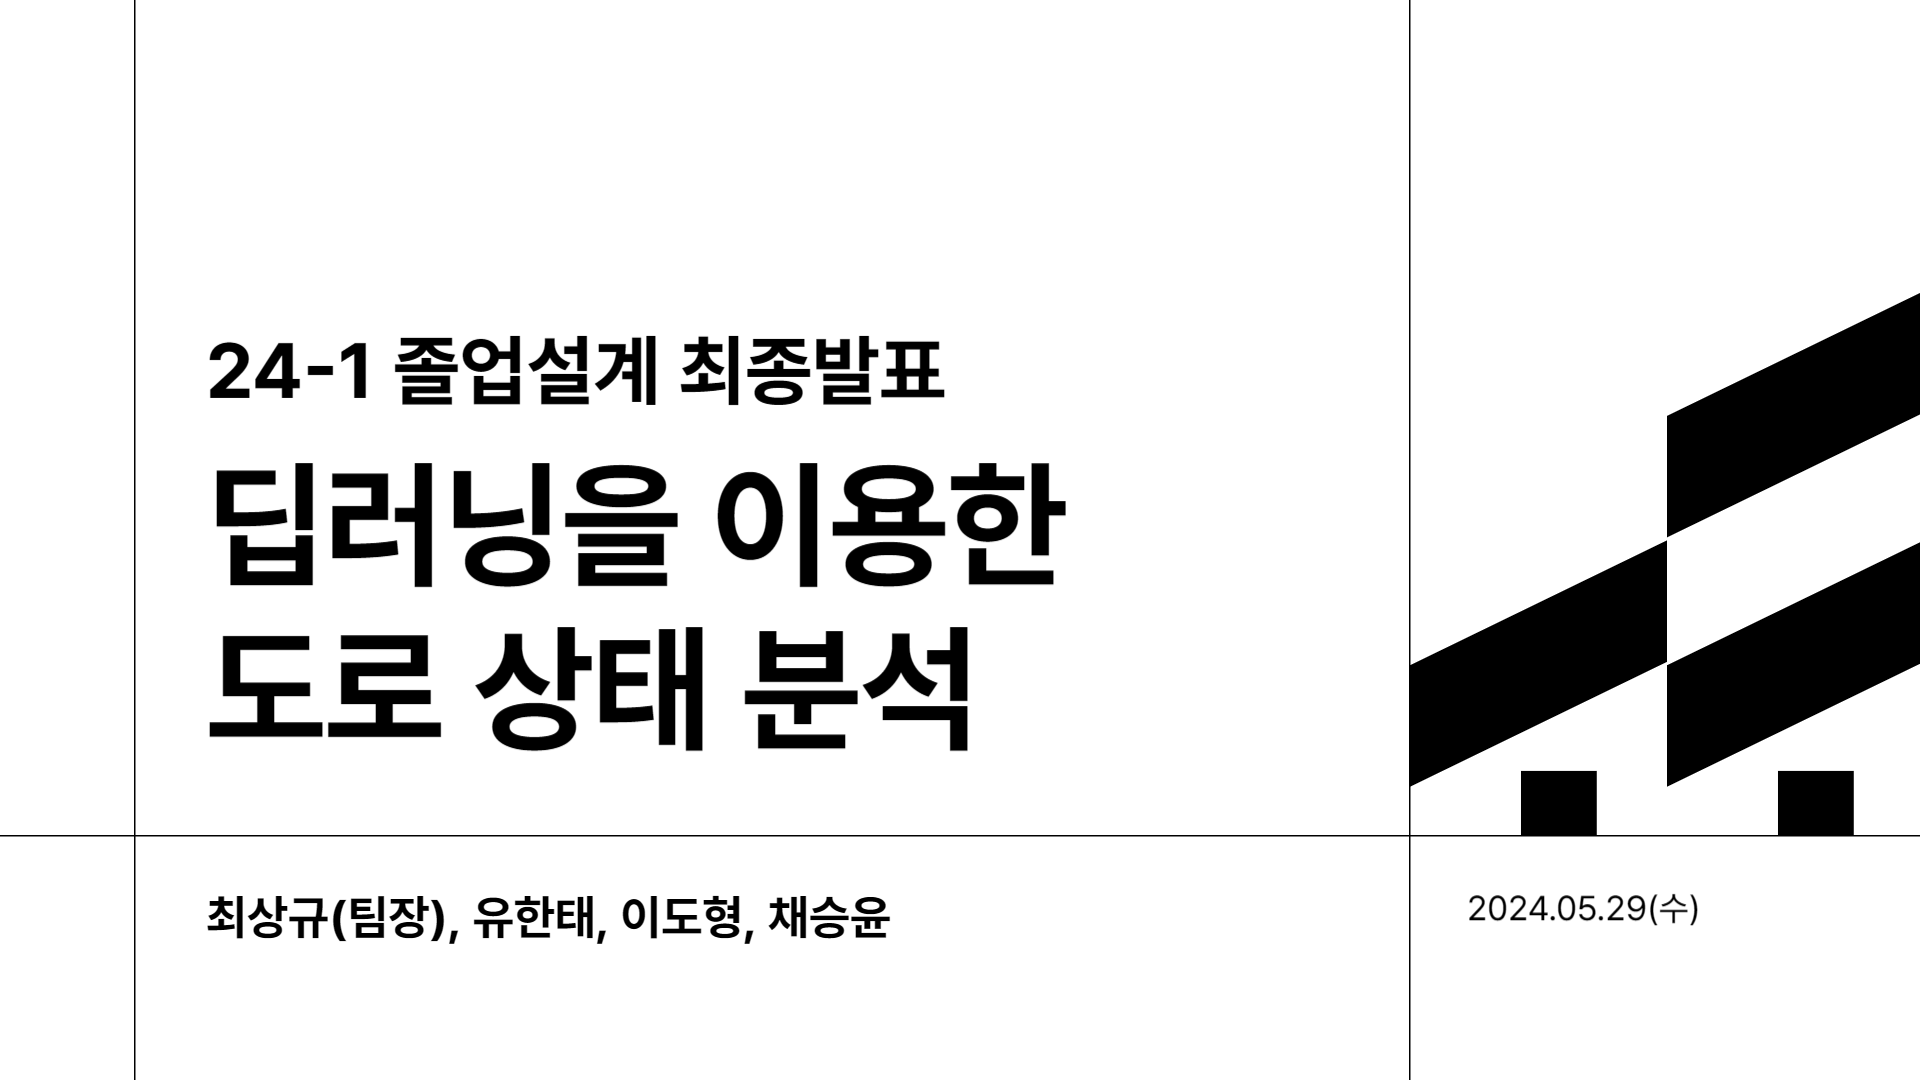 24-1 졸업설계 최종발표
딥러닝을 이용한
도로 상태 분석
최상규(팀장), 유한태, 이도형, 채승윤
2024.05.29(수)